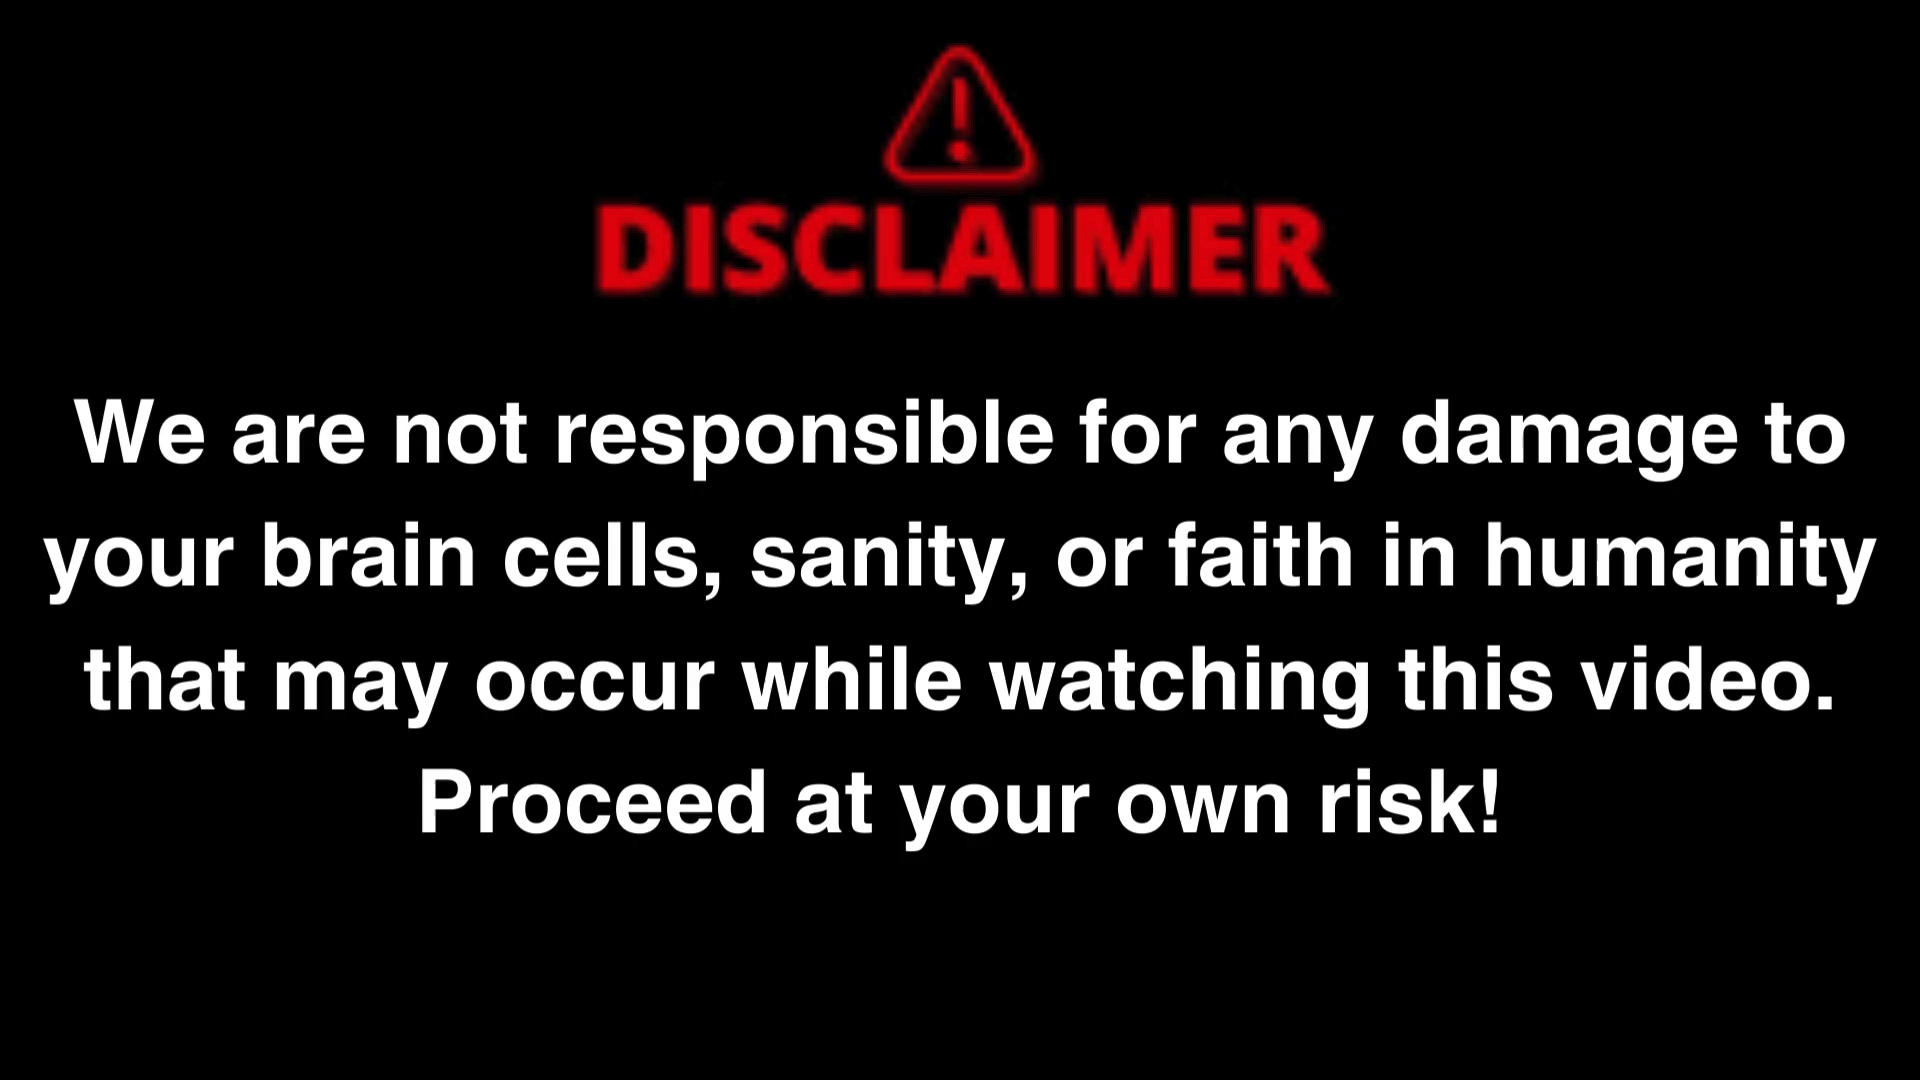 DISCLAIMER
We are not responsible for any damage to
your brain cells, sanity, or faith in humanity
that may occur while watching this video.
Proceed at your own risk!